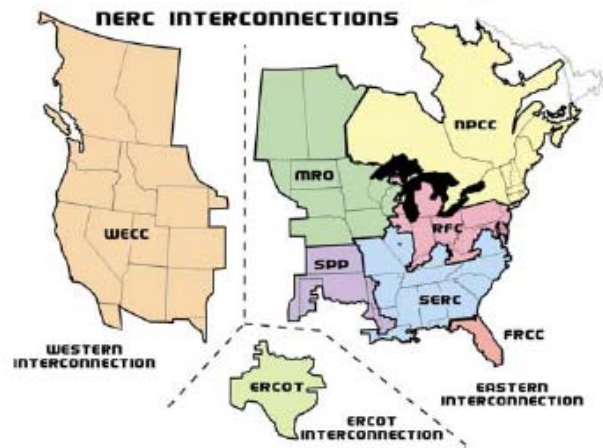 NERC INTERCONNECTIONS
NPCC
MRO
WECC
RFC
SPP
SERC
FRCC
WESTERN
INTERCONNECTION
EASTERN
INTERCONNECTION
ERCOT
ERCOT
INTERCONNECTION